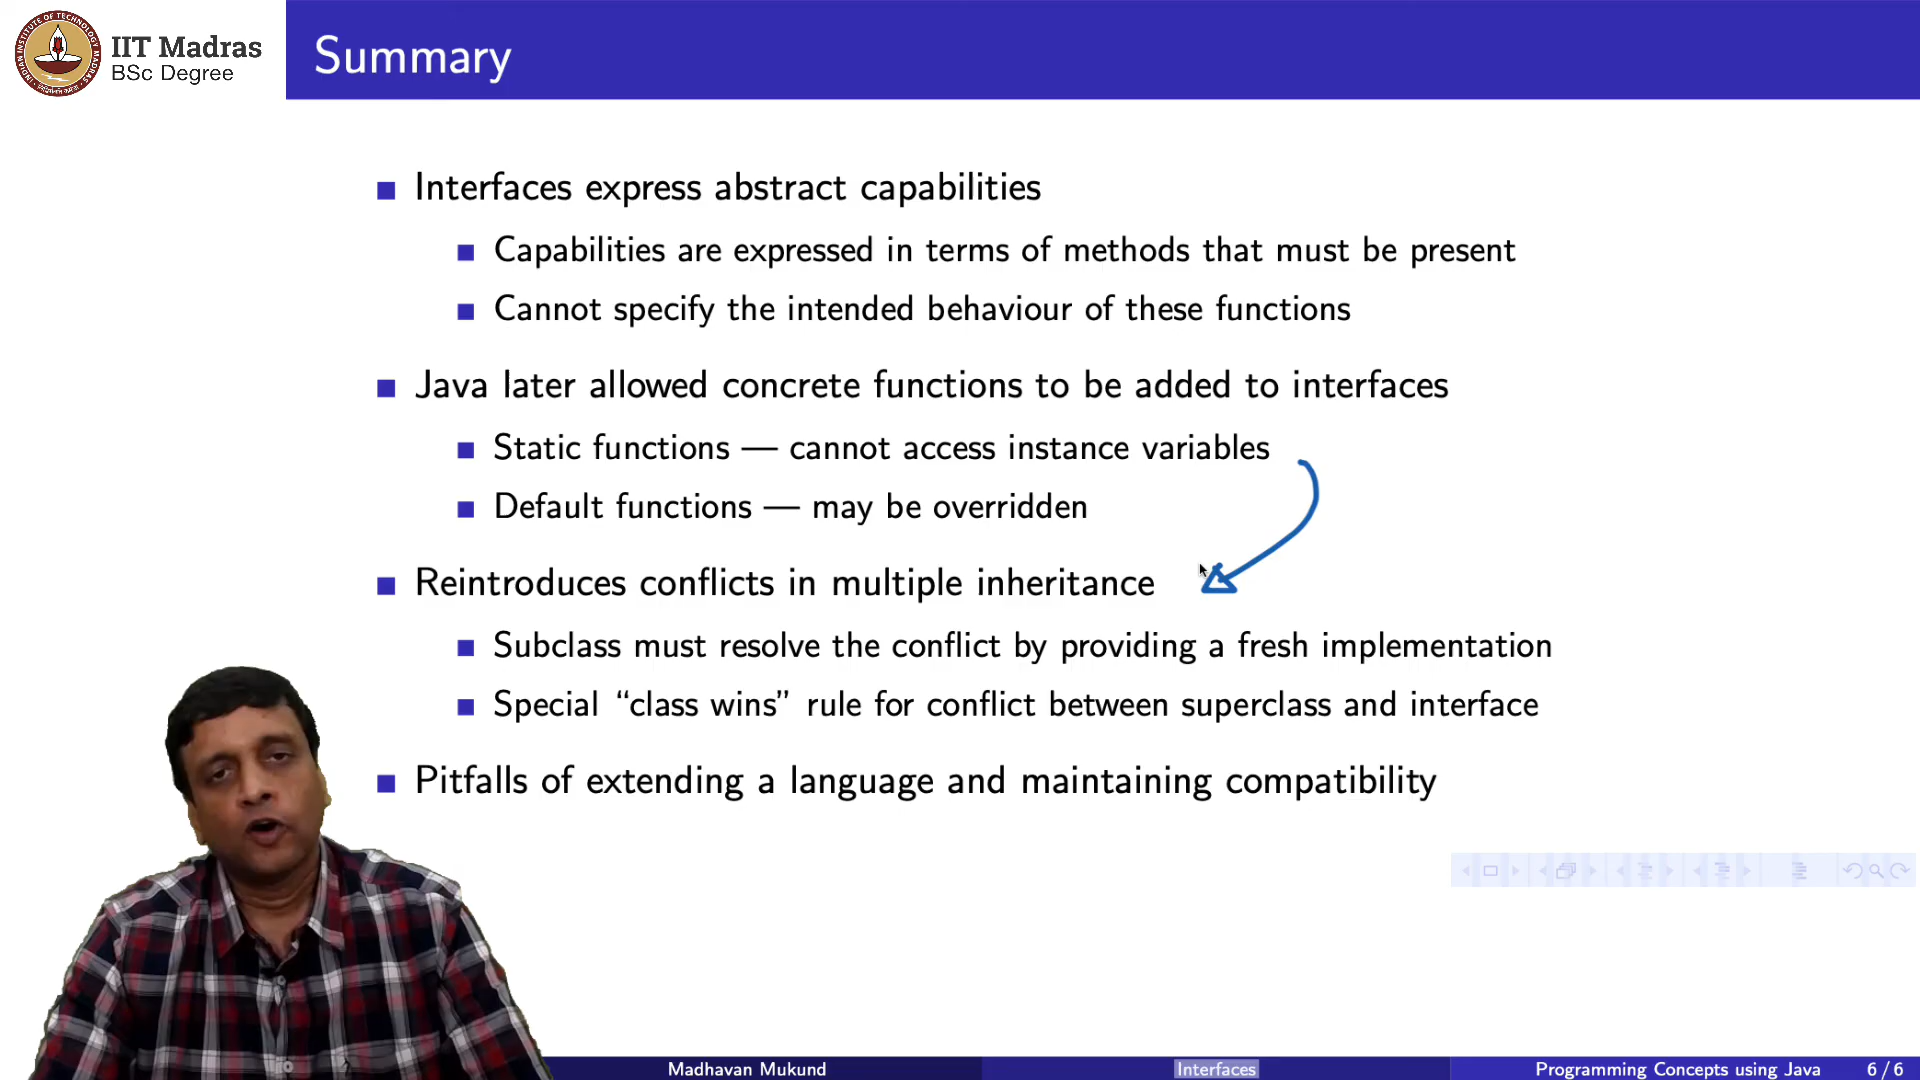 IIT Madras
BSc Degree
Summary
Interfaces express abstract capabilities
Capabilities are expressed in terms of methods that must be present
Cannot specify the intended behaviour of these functions
Java later allowed concrete functions to be added to interfaces
Static functions — cannot access instance variables
Default functions — may be overridden
Reintroduces conflicts in multiple inheritance
Subclass must resolve the conflict by providing a fresh implementation
Special “class wins” rule for conflict between superclass and interface
Pitfalls of extending a language and maintaining compatibility
Madhavan Mukund
Interfaces
Programming Concepts using Java
6 / 6